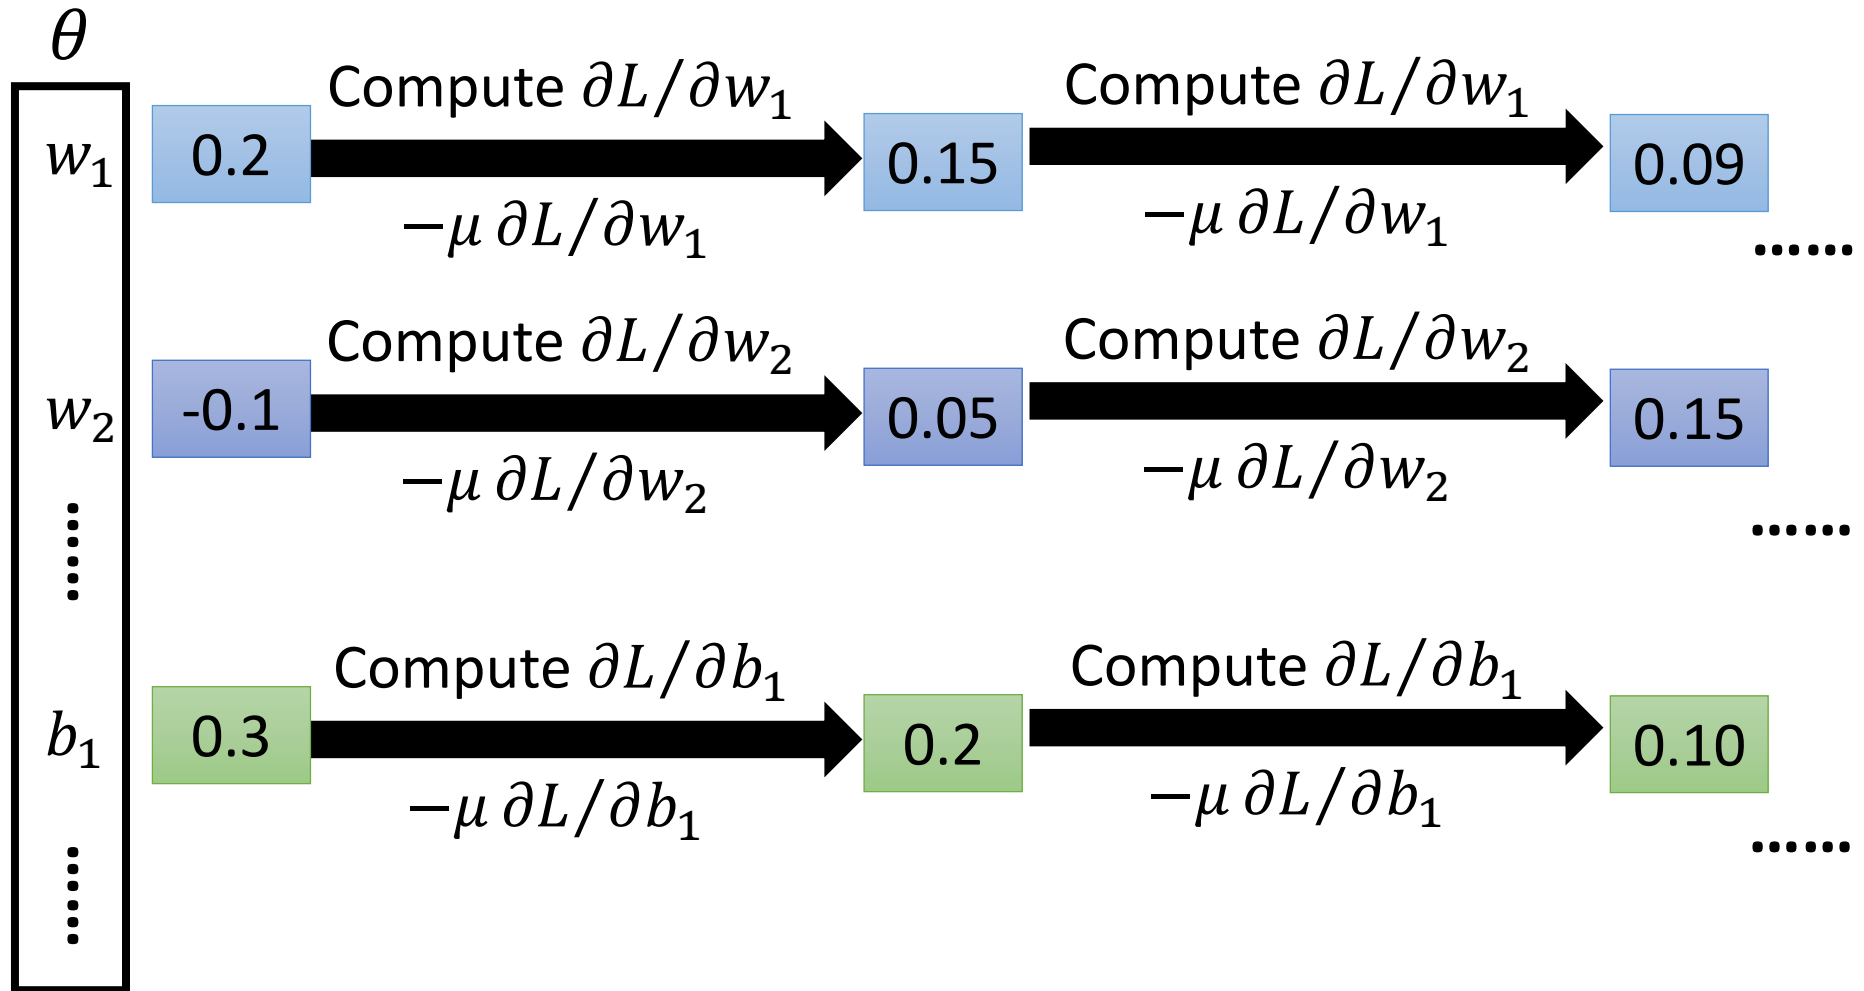 θ
Compute ∂L/∂w₁
Compute ∂L/∂w₁
w₁
0.2
0.15
0.09
−μ ∂L/∂w₁
−μ ∂L/∂w₁
......
Compute ∂L/∂w₂
Compute ∂L/∂w₂
w₂
-0.1
0.05
0.15
−μ ∂L/∂w₂
−μ ∂L/∂w₂
......
......
Compute ∂L/∂b₁
Compute ∂L/∂b₁
b₁
0.3
0.2
0.10
−μ ∂L/∂b₁
−μ ∂L/∂b₁
......
......